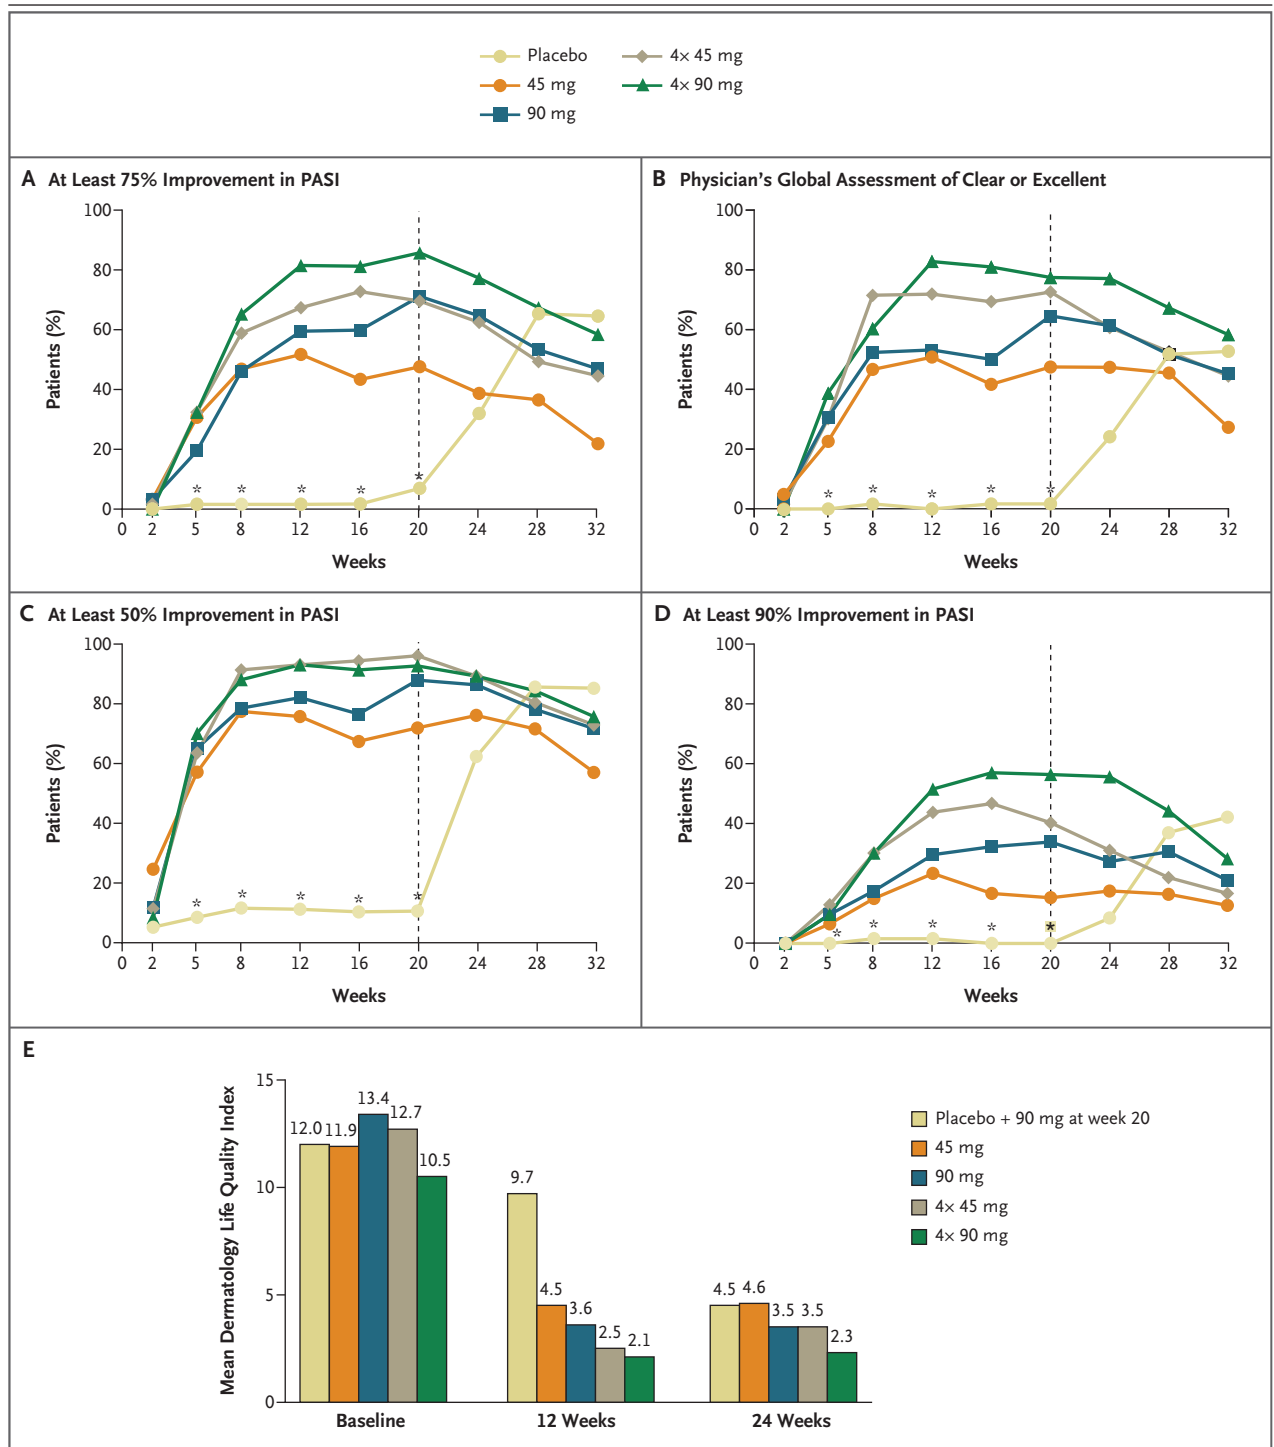 Placebo
45 mg
90 mg
4× 45 mg
4× 90 mg
A At Least 75% Improvement in PASI
Patients (%)
100
80
60
40
20
0
* * * * * *
0 2 5 8 12 16 20 24 28 32
Weeks
B Physician’s Global Assessment of Clear or Excellent
Patients (%)
100
80
60
40
20
0
* * * * * *
0 2 5 8 12 16 20 24 28 32
Weeks
C At Least 50% Improvement in PASI
Patients (%)
100
80
60
40
20
0
* * * * * *
0 2 5 8 12 16 20 24 28 32
Weeks
D At Least 90% Improvement in PASI
Patients (%)
100
80
60
40
20
0
* * * * * *
0 2 5 8 12 16 20 24 28 32
Weeks
E
Mean Dermatology Life Quality Index
15
10
5
0
12.0 11.9 13.4 12.7 10.5
9.7 4.5 3.6 2.5 2.1
4.5 4.6 3.5 3.5 2.3
Baseline 12 Weeks 24 Weeks
Placebo + 90 mg at week 20
45 mg
90 mg
4× 45 mg
4× 90 mg